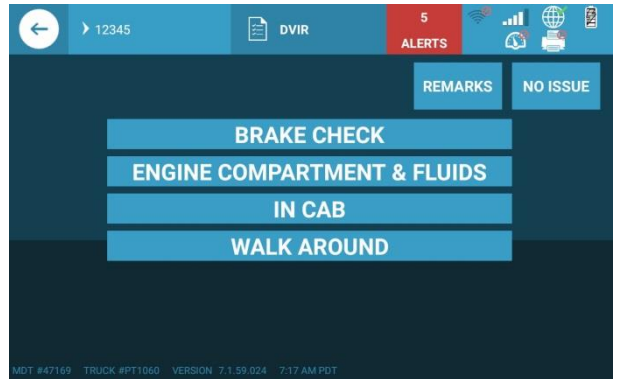 12345
DVIR
5
ALERTS
REMARKS
NO ISSUE
BRAKE CHECK
ENGINE COMPARTMENT & FLUIDS
IN CAB
WALK AROUND
MDT #47169 TRUCK #PT1060 VERSION 7.1.59.024 7:17 AM PDT